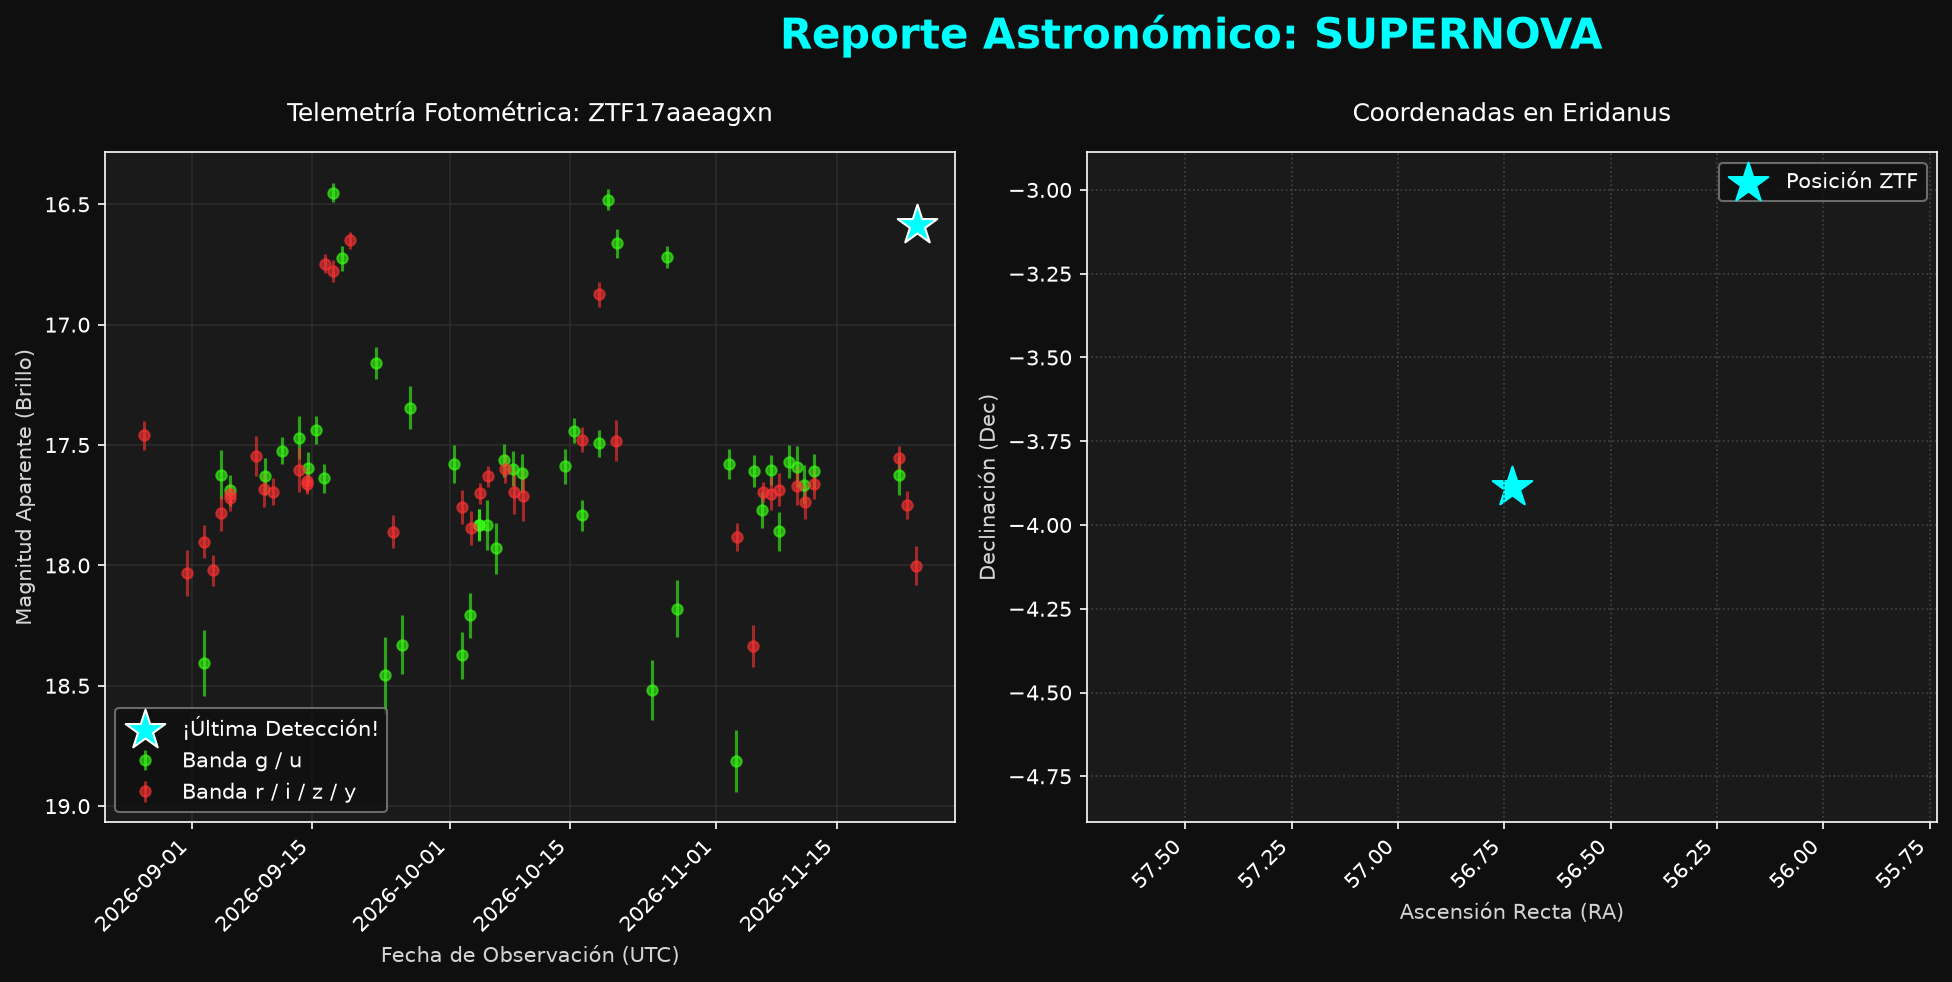 Reporte Astronómico: SUPERNOVA
Telemetría Fotométrica: ZTF17aaeagxn
Magnitud Aparente (Brillo)
16.5
17.0
17.5
18.0
18.5
19.0
¡Última Detección!
Banda g / u
Banda r / i / z / y
2026-09-01
2026-09-15
2026-10-01
2026-10-15
2026-11-01
2026-11-15
Fecha de Observación (UTC)
Coordenadas en Eridanus
Declinación (Dec)
−3.00
−3.25
−3.50
−3.75
−4.00
−4.25
−4.50
−4.75
Posición ZTF
57.50
57.25
57.00
56.75
56.50
56.25
56.00
55.75
Ascensión Recta (RA)